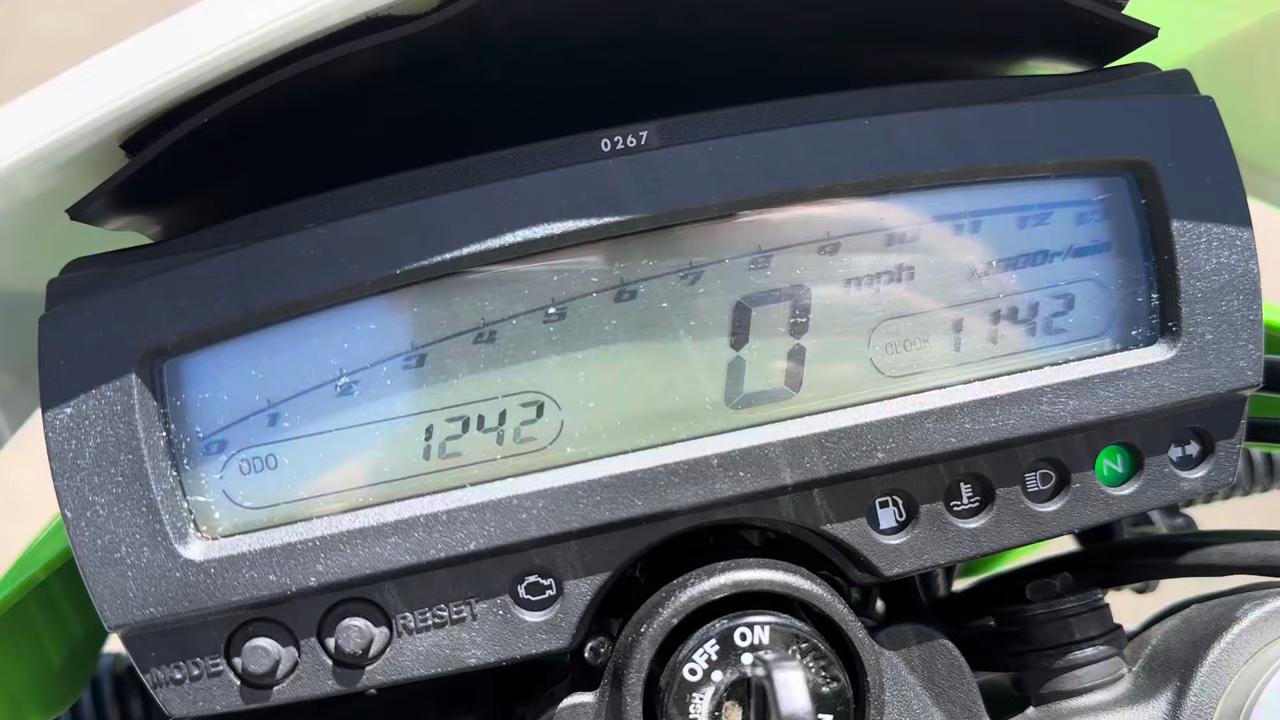 0267
0 1 2 3 4 5 6 7 8 9 10 11 12 13
x1000r/min
mph
0
CLOCK 1142
ODO 1242
N
MODE
RESET
OFF ON